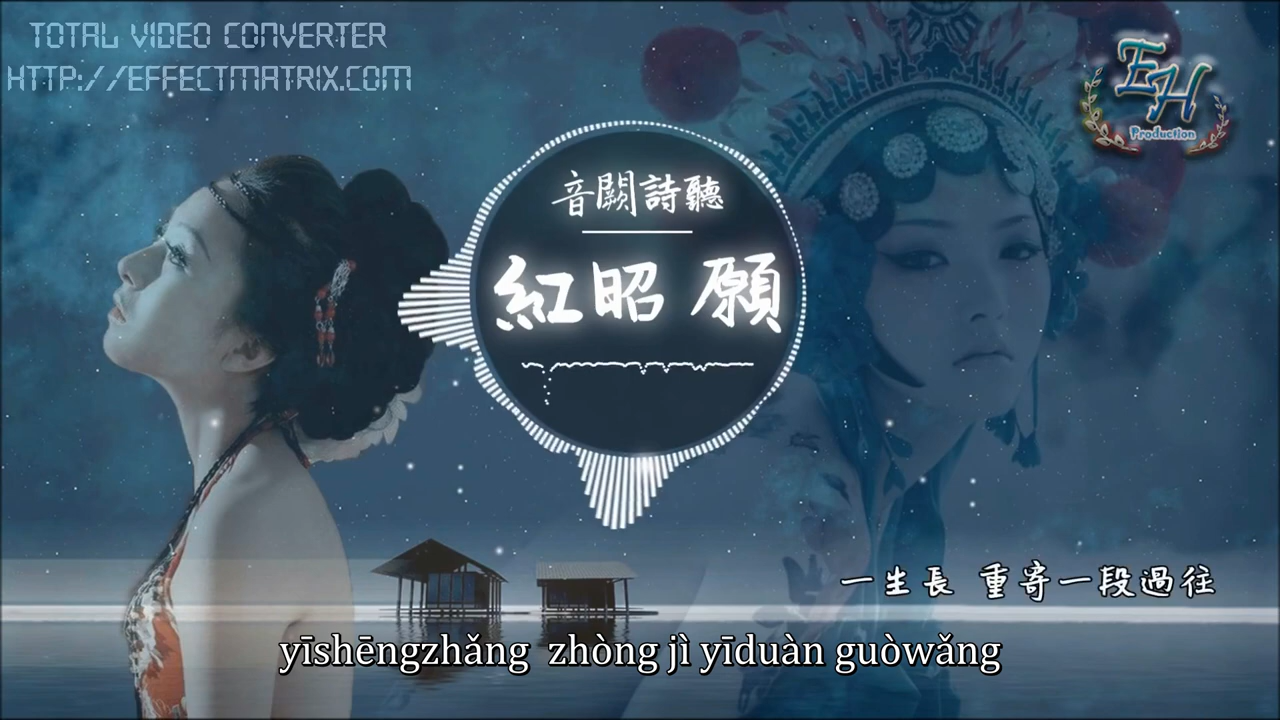 TOTAL VIDEO CONVERTER
HTTP://EFFECTMATRIX.COM
EH
Production
音闕詩聽
紅昭願
一生長 重寄一段過往
yīshēngzhǎng zhòng jì yīduàn guòwǎng